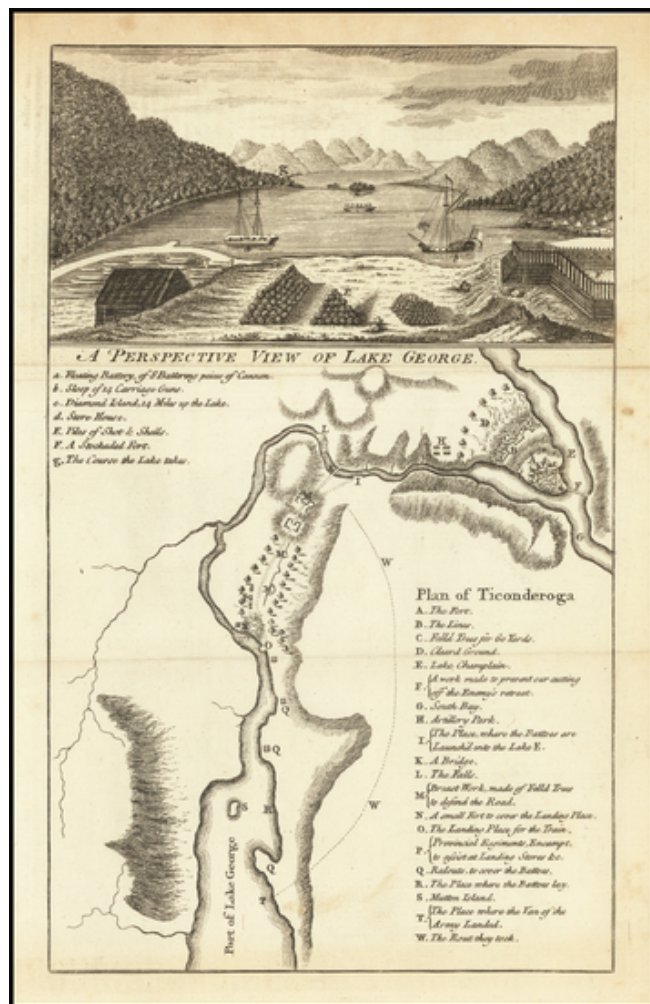 A PERSPECTIVE VIEW OF LAKE GEORGE.
a. Floating Battery, of 8 Battering peices of Cannon.
b. Sloop of 14 Carriage Guns.
c. Diamond Island, 14 Miles up the Lake.
d. Store House.
E. Piles of Shot & Shells.
F. A Stockaded Fort.
g. The Course the Lake takes.
L
I
H
D
B
E
F
G
M
W
O
Q
Q
S
R
Q
T
W
Part of Lake George
Plan of Ticonderoga
A. The Fort.
B. The Lines.
C. Fell'd Trees for 60 Yards.
D. Clear'd Ground.
E. Lake Champlain.
F. A work made to prevent our cutting
off the Enemy's retreat.
G. South Bay.
H. Artillery Park.
I. The Place, where the Battoes are
Launch'd into the Lake E.
K. A Bridge.
L. The Falls.
M. Breast Work, made of Fell'd Trees
to defend the Road.
N. A small Fort to cover the Landing Place.
O. The Landing Place for the Train.
P. Provincial Regiments, Encampt,
to assist at Landing Stores &c.
Q. Redouts, to cover the Battoes.
R. The Place where the Battoes lay.
S. Mutton Island.
T. The Place where the Van of the
Army Landed.
W. The Rout they took.